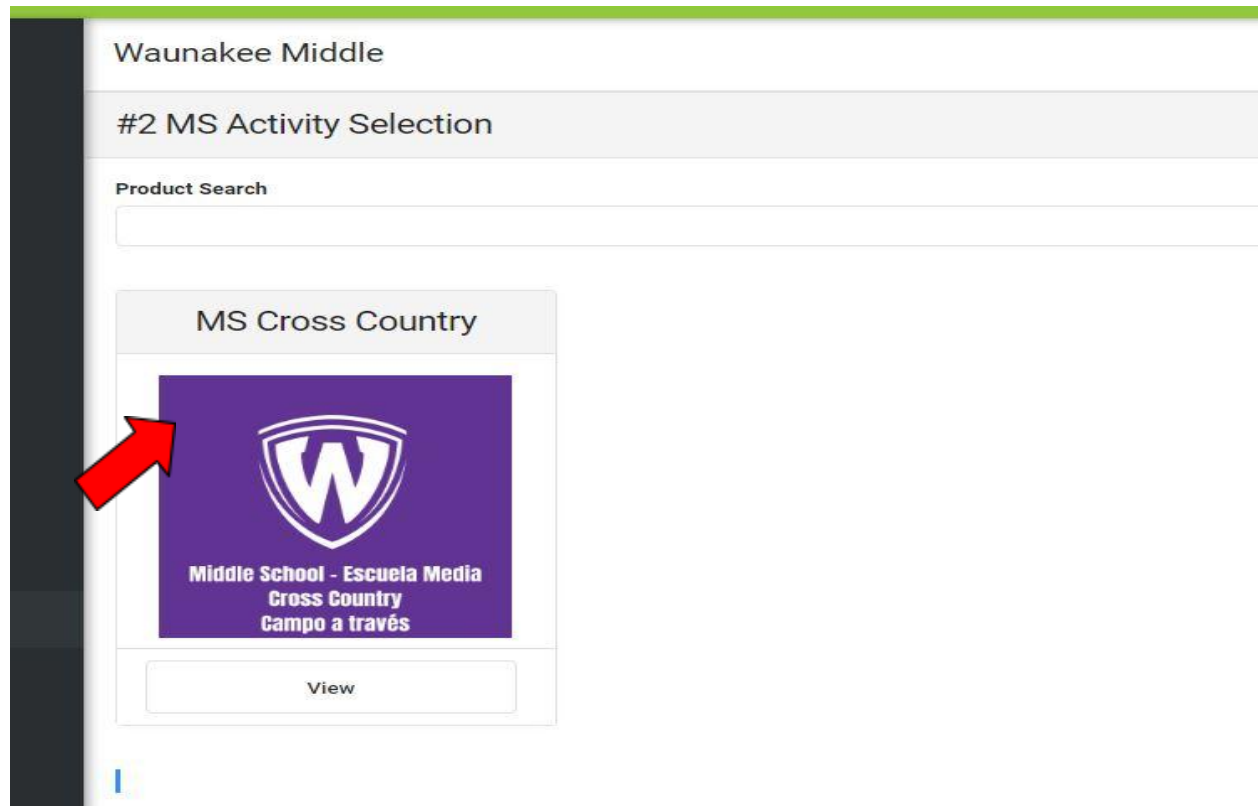 Waunakee Middle
#2 MS Activity Selection
Product Search
MS Cross Country
W
Middle School - Escuela Media
Cross Country
Campo a través
View